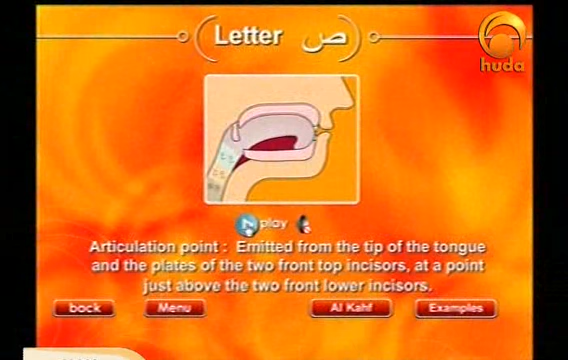 Letter ص
huda
play
Articulation point : Emitted from the tip of the tongue
and the plates of the two front top incisors, at a point
just above the two front lower incisors.
bock
Menu
Al Kahf
Examples